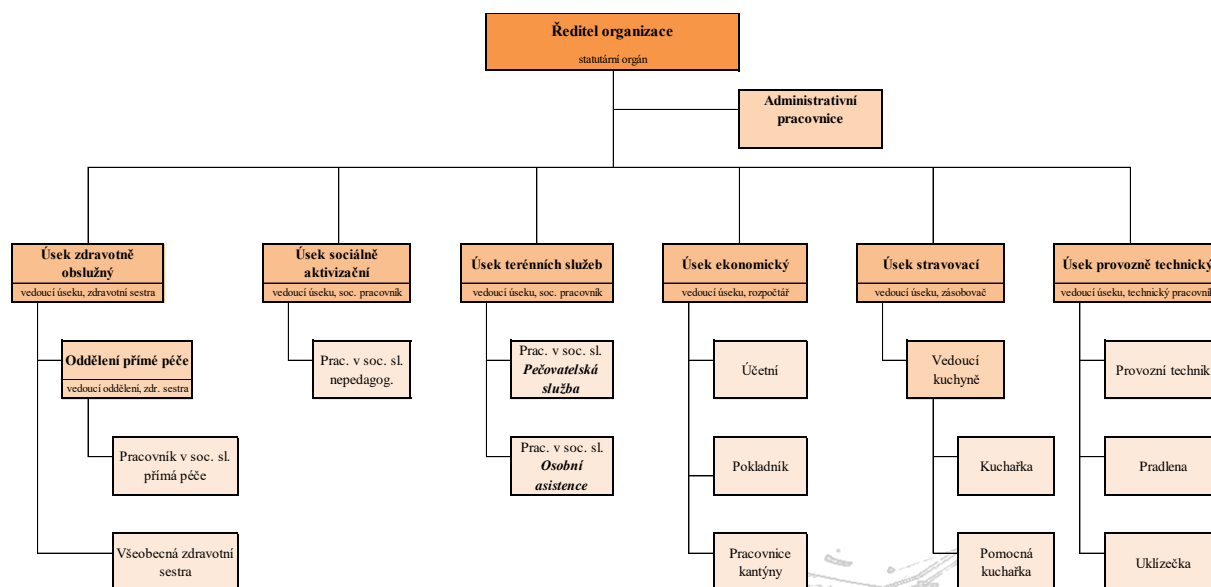 Ředitel organizace
statutární orgán
Administrativní
pracovnice
Úsek zdravotně
obslužný
vedoucí úseku, zdravotní sestra
Úsek sociálně
aktivizační
vedoucí úseku, soc. pracovník
Úsek terénních služeb
vedoucí úseku, soc. pracovník
Úsek ekonomický
vedoucí úseku, rozpočtář
Úsek stravovací
vedoucí úseku, zásobovač
Úsek provozně technický
vedoucí úseku, technický pracovník
Oddělení přímé péče
vedoucí oddělení, zdr. sestra
Prac. v soc. sl.
nepedagog.
Prac. v soc. sl.
Pečovatelská
služba
Účetní
Vedoucí
kuchyně
Provozní technik
Pracovník v soc. sl.
přímá péče
Prac. v soc. sl.
Osobní
asistence
Pokladník
Kuchařka
Pradlena
Všeobecná zdravotní
sestra
Pracovnice
kantýny
Pomocná
kuchařka
Uklízečka